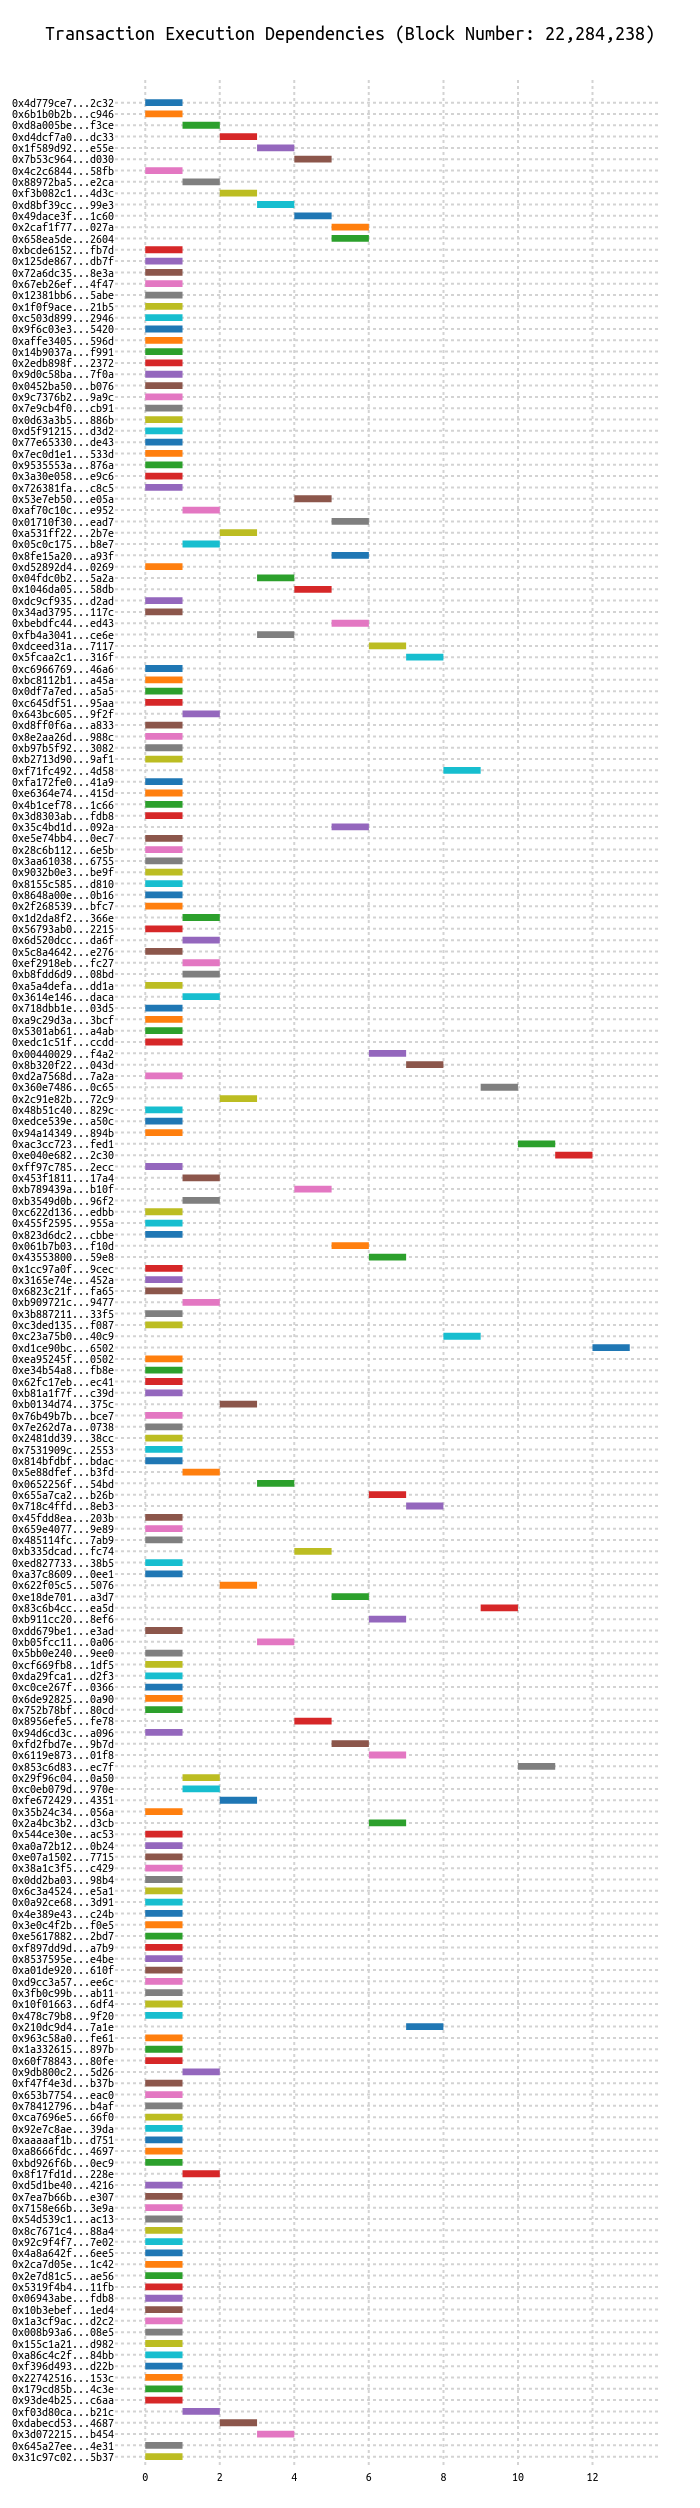 Transaction Execution Dependencies (Block Number: 22,284,238)
0x4d779ce7...2c32
0x6b1b0b2b...c946
0xd8a005be...f3ce
0xd4dcf7a0...dc33
0x1f589d92...e55e
0x7b53c964...d030
0x4c2c6844...58fb
0x88972ba5...e2ca
0xf3b082c1...4d3c
0xd8bf39cc...99e3
0x49dace3f...1c60
0x2caf1f77...027a
0x658ea5de...2604
0xbcde6152...fb7d
0x125de867...db7f
0x72a6dc35...8e3a
0x67eb26ef...4f47
0x12381bb6...5abe
0x1f0f9ace...21b5
0xc503d899...2946
0x9f6c03e3...5420
0xaffe3405...596d
0x14b9037a...f991
0x2edb898f...2372
0x9d0c58ba...7f0a
0x0452ba50...b076
0x9c7376b2...9a9c
0x7e9cb4f0...cb91
0x0d63a3b5...886b
0xd5f91215...d3d2
0x77e65330...de43
0x7ec0d1e1...533d
0x9535553a...876a
0x3a30e058...e9c6
0x726381fa...c8c5
0x53e7eb50...e05a
0xaf70c10c...e952
0x01710f30...ead7
0xa531ff22...2b7e
0x05c0c175...b8e7
0x8fe15a20...a93f
0xd52892d4...0269
0x04fdc0b2...5a2a
0x1046da05...58db
0xdc9cf935...d2ad
0x34ad3795...117c
0xbebdfc44...ed43
0xfb4a3041...ce6e
0xdceed31a...7117
0x5fcaa2c1...316f
0xc6966769...46a6
0xbc8112b1...a45a
0x0df7a7ed...a5a5
0xc645df51...95aa
0x643bc605...9f2f
0xd8ff0f6a...a833
0x8e2aa26d...988c
0xb97b5f92...3082
0xb2713d90...9af1
0xf71fc492...4d58
0xfa172fe0...41a9
0xe6364e74...415d
0x4b1cef78...1c66
0x3d8303ab...fdb8
0x35c4bd1d...092a
0xe5e74bb4...0ec7
0x28c6b112...6e5b
0x3aa61038...6755
0x9032b0e3...be9f
0x8155c585...d810
0x8648a00e...0b16
0x2f268539...bfc7
0x1d2da8f2...366e
0x56793ab0...2215
0x6d520dcc...da6f
0x5c8a4642...e276
0xef2918eb...fc27
0xb8fdd6d9...08bd
0xa5a4defa...dd1a
0x3614e146...daca
0x718dbb1e...03d5
0xa9c29d3a...3bcf
0x5301ab61...a4ab
0xedc1c51f...ccdd
0x00440029...f4a2
0x8b320f22...043d
0xd2a7568d...7a2a
0x360e7486...0c65
0x2c91e82b...72c9
0x48b51c40...829c
0xedce539e...a50c
0x94a14349...894b
0xac3cc723...fed1
0xe040e682...2c30
0xff97c785...2ecc
0x453f1811...17a4
0xb789439a...b10f
0xb3549d0b...96f2
0xc622d136...edbb
0x455f2595...955a
0x823d6dc2...cbbe
0x061b7b03...f10d
0x43553800...59e8
0x1cc97a0f...9cec
0x3165e74e...452a
0x6823c21f...fa65
0xb909721c...9477
0x3b887211...33f5
0xc3ded135...f087
0xc23a75b0...40c9
0xd1ce90bc...6502
0xea95245f...0502
0xe34b54a8...fb8e
0x62fc17eb...ec41
0xb81a1f7f...c39d
0xb0134d74...375c
0x76b49b7b...bce7
0x7e262d7a...0738
0x2481dd39...38cc
0x7531909c...2553
0x814bfdbf...bdac
0x5e88dfef...b3fd
0x0652256f...54bd
0x655a7ca2...b26b
0x718c4ffd...8eb3
0x45fdd8ea...203b
0x659e4077...9e89
0x485114fc...7ab9
0xb335dcad...fc74
0xed827733...38b5
0xa37c8609...0ee1
0x622f05c5...5076
0xe18de701...a3d7
0x83c6b4cc...ea5d
0xb911cc20...8ef6
0xdd679be1...e3ad
0xb05fcc11...0a06
0x5bb0e240...9ee0
0xcf669fb8...1df5
0xda29fca1...d2f3
0xc0ce267f...0366
0x6de92825...0a90
0x752b78bf...80cd
0x8956efe5...fe78
0x94d6cd3c...a096
0xfd2fbd7e...9b7d
0x6119e873...01f8
0x853c6d83...ec7f
0x29f96c04...0a50
0xc0eb079d...970e
0xfe672429...4351
0x35b24c34...056a
0x2a4bc3b2...d3cb
0x544ce30e...ac53
0xa0a72b12...0b24
0xe07a1502...7715
0x38a1c3f5...c429
0x0dd2ba03...98b4
0x6c3a4524...e5a1
0x0a92ce68...3d91
0x4e389e43...c24b
0x3e0c4f2b...f0e5
0xe5617882...2bd7
0xf897dd9d...a7b9
0x8537595e...e4be
0xa01de920...610f
0xd9cc3a57...ee6c
0x3fb0c99b...ab11
0x10f01663...6df4
0x478c79b8...9f20
0x210dc9d4...7a1e
0x963c58a0...fe61
0x1a332615...897b
0x60f78843...80fe
0x9db800c2...5d26
0xf47f4e3d...b37b
0x653b7754...eac0
0x78412796...b4af
0xca7696e5...66f0
0x92e7c8ae...39da
0xaaaaaf1b...d751
0xa8666fdc...4697
0xbd926f6b...0ec9
0x8f17fd1d...228e
0xd5d1be40...4216
0x7ea7b66b...e307
0x7158e66b...3e9a
0x54d539c1...ac13
0x8c7671c4...88a4
0x92c9f4f7...7e02
0x4a8a642f...6ee5
0x2ca7d05e...1c42
0x2e7d81c5...ae56
0x5319f4b4...11fb
0x06943abe...fdb8
0x10b3ebef...1ed4
0x1a3cf9ac...d2c2
0x008b93a6...08e5
0x155c1a21...d982
0xa86c4c2f...84bb
0xf396d493...d22b
0x22742516...153c
0x179cd85b...4c3e
0x93de4b25...c6aa
0xf03d80ca...b21c
0xdabecd53...4687
0x3d072215...b454
0x645a27ee...4e31
0x31c97c02...5b37
0 2 4 6 8 10 12